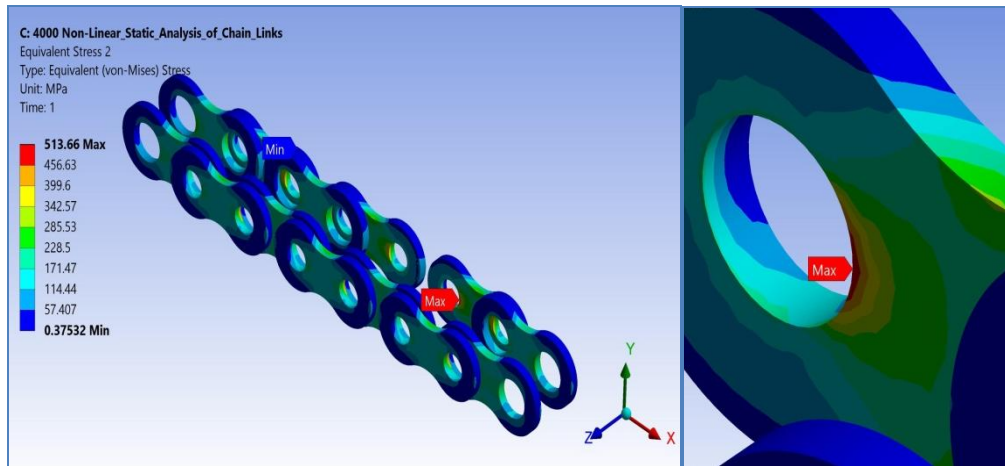 C: 4000 Non-Linear_Static_Analysis_of_Chain_Links
Equivalent Stress 2
Type: Equivalent (von-Mises) Stress
Unit: MPa
Time: 1
513.66 Max
456.63
399.6
342.57
285.53
228.5
171.47
114.44
57.407
0.37532 Min
Min
Max
Y
Z
X
Max